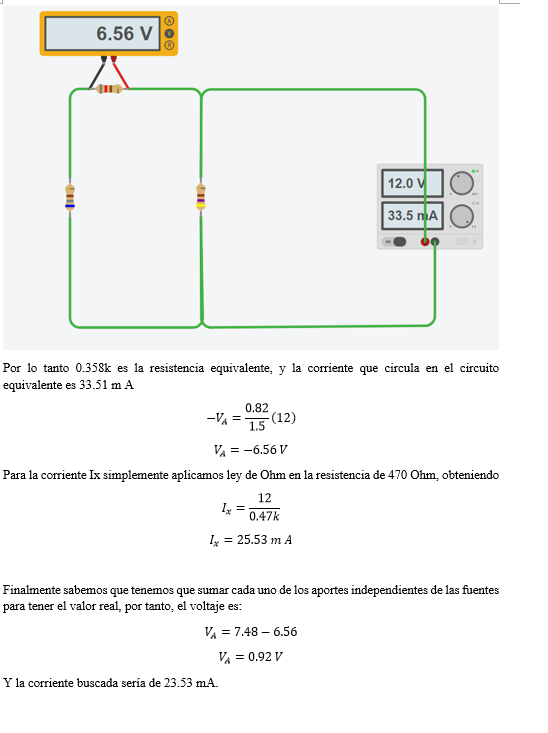 6.56 V
A
V
R
12.0 V
33.5 mA
Por lo tanto 0.358k es la resistencia equivalente, y la corriente que circula en el circuito
equivalente es 33.51 m A
−V_A = 0.82/1.5 (12)
V_A = −6.56 V
Para la corriente Ix simplemente aplicamos ley de Ohm en la resistencia de 470 Ohm, obteniendo
I_x = 12/0.47k
I_x = 25.53 m A
Finalmente sabemos que tenemos que sumar cada uno de los aportes independientes de las fuentes
para tener el valor real, por tanto, el voltaje es:
V_A = 7.48 − 6.56
V_A = 0.92 V
Y la corriente buscada sería de 23.53 mA.